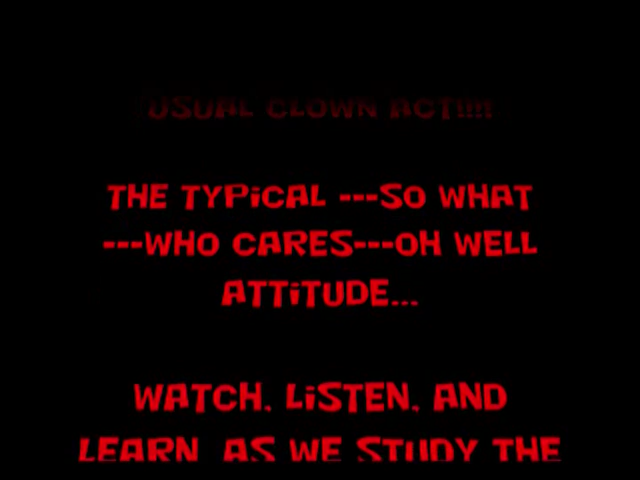 USUAL CLOWN ACT!!!!
THE TYPiCAL ---SO WHAT
---WHO CARES---OH WELL
ATTiTUDE...
WATCH, LiSTEN, AND
LEARN AS WE STUDY THE